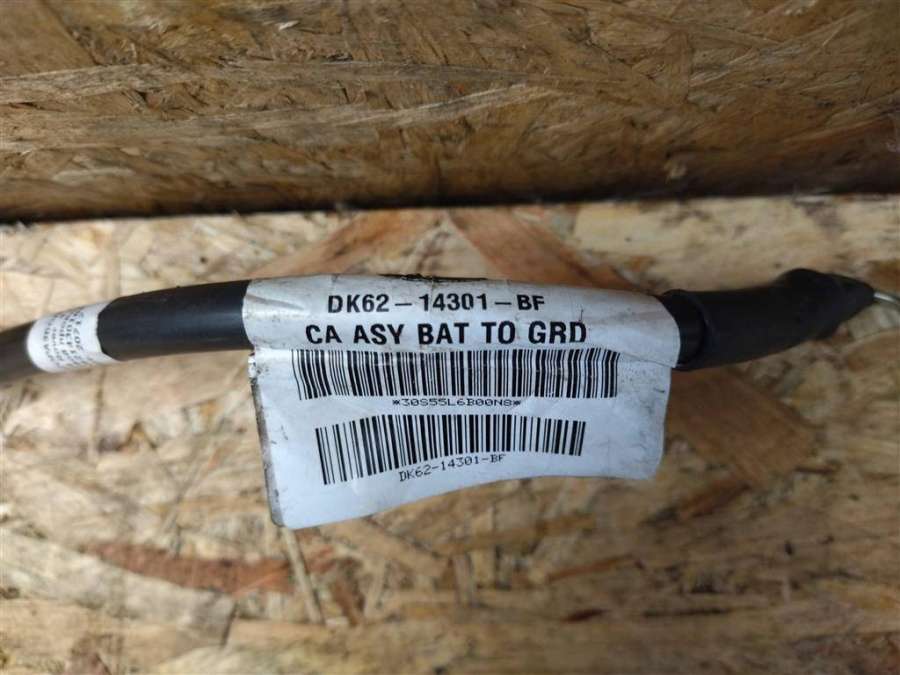 DK62-14301-BF
CA ASY BAT TO GRD
*30S55L6B00N8*
DK62-14301-BF